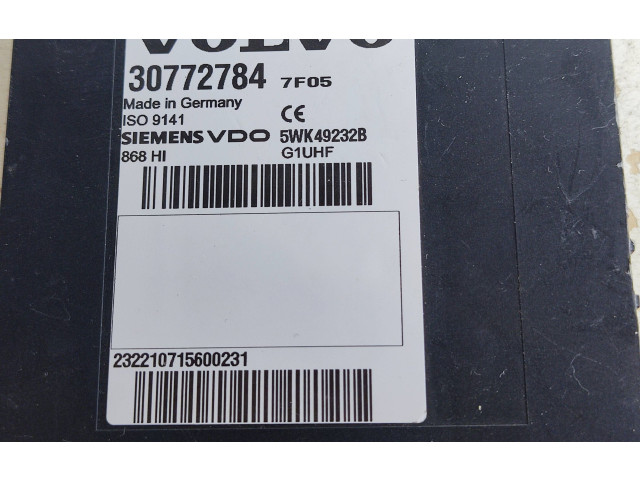 VOLVO
30772784 7F05
Made in Germany
ISO 9141 CE
SIEMENS VDO 5WK49232B
868 HI G1UHF
232210715600231